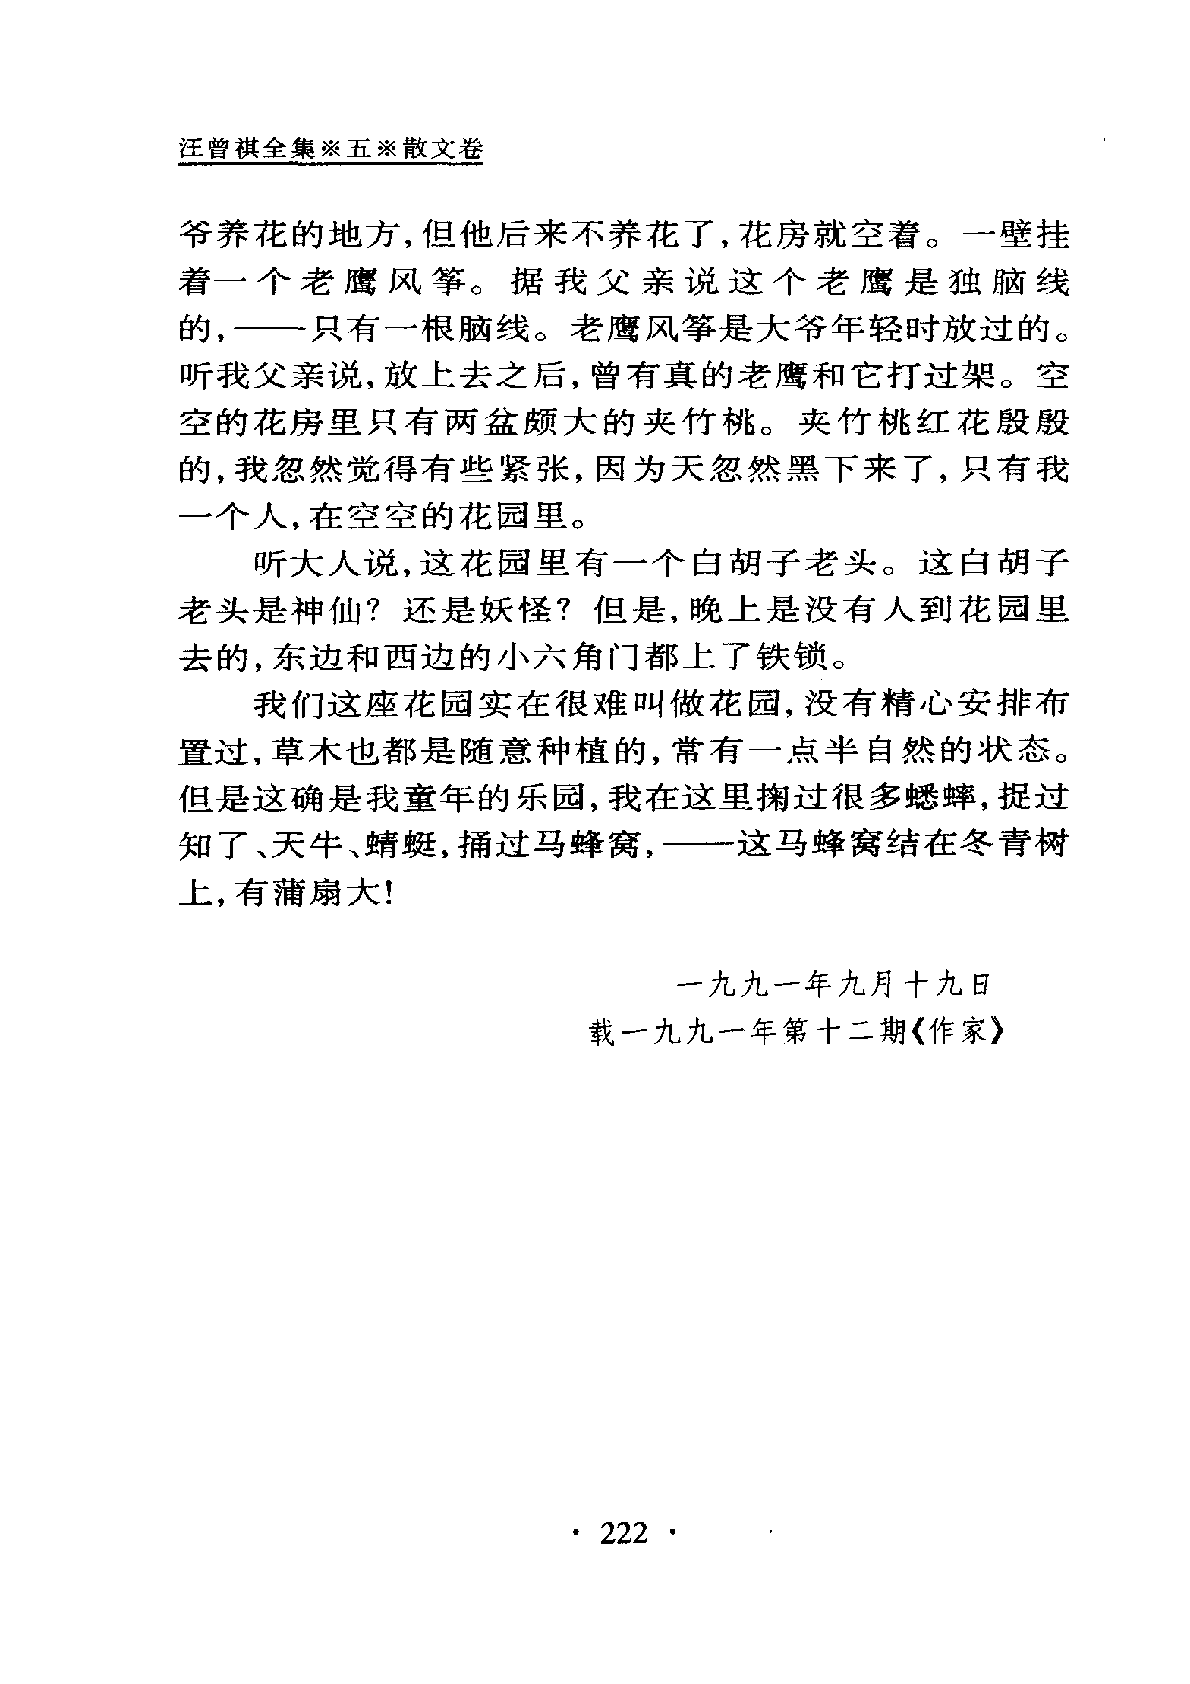 汪曾祺全集※五※散文卷
爷养花的地方,但他后来不养花了,花房就空着。一壁挂
着一个老鹰风筝。据我父亲说这个老鹰是独脑线
的,——只有一根脑线。老鹰风筝是大爷年轻时放过的。
听我父亲说,放上去之后,曾有真的老鹰和它打过架。空
空的花房里只有两盆颇大的夹竹桃。夹竹桃红花殷殷
的,我忽然觉得有些紧张,因为天忽然黑下来了,只有我
一个人,在空空的花园里。
听大人说,这花园里有一个白胡子老头。这白胡子
老头是神仙?还是妖怪?但是,晚上是没有人到花园里
去的,东边和西边的小六角门都上了铁锁。
我们这座花园实在很难叫做花园,没有精心安排布
置过,草木也都是随意种植的,常有一点半自然的状态。
但是这确是我童年的乐园,我在这里掬过很多蟋蟀,捉过
知了、天牛、蜻蜓,捅过马蜂窝,——这马蜂窝结在冬青树
上,有蒲扇大!
一九九一年九月十九日
载一九九一年第十二期《作家》
· 222 ·